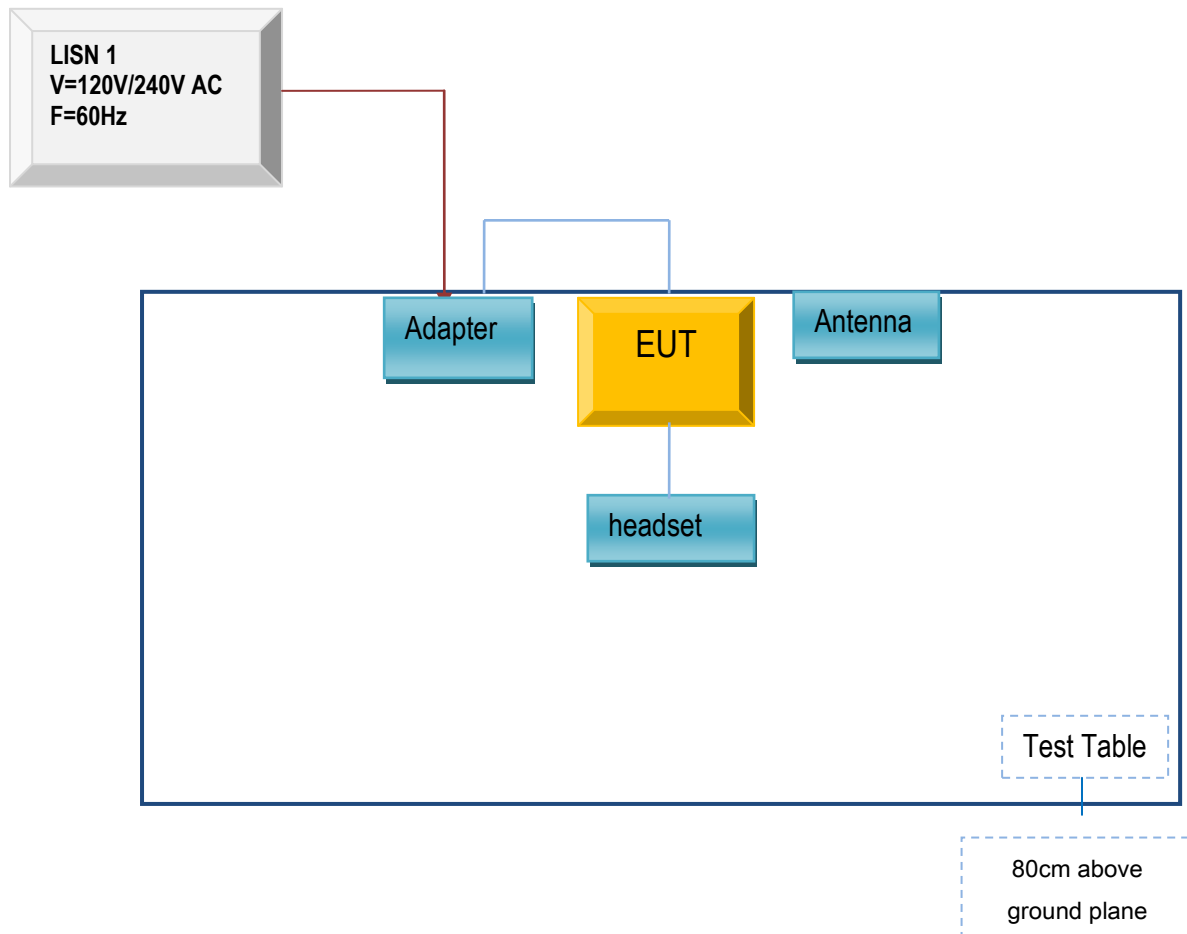 LISN 1
V=120V/240V AC
F=60Hz
Adapter
EUT
Antenna
headset
Test Table
80cm above
ground plane